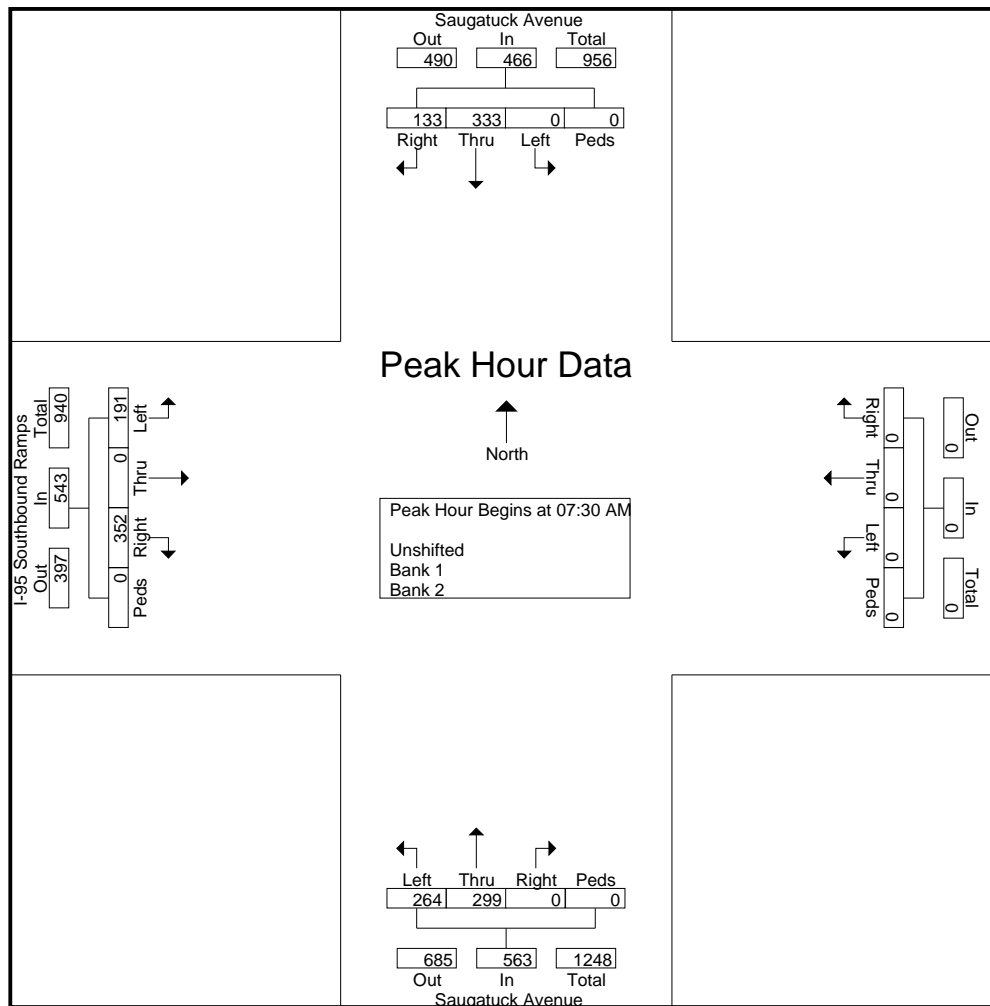 Saugatuck Avenue
Out In Total
490 466 956
133 333 0 0
Right Thru Left Peds
Peak Hour Data
North
Peak Hour Begins at 07:30 AM
Unshifted
Bank 1
Bank 2
I-95 Southbound Ramps
Out In Total
397 543 940
0 352 0 191
Peds Right Thru Left
Out In Total
0 0 0
Right Thru Left Peds
0 0 0 0
Left Thru Right Peds
264 299 0 0
685 563 1248
Out In Total
Saugatuck Avenue